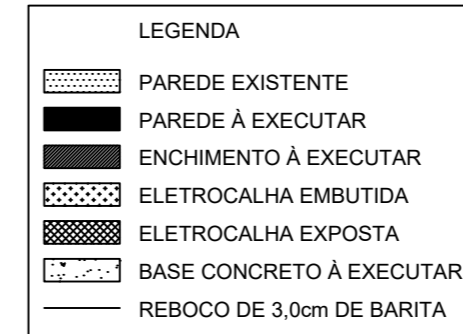 LEGENDA
PAREDE EXISTENTE
PAREDE À EXECUTAR
ENCHIMENTO À EXECUTAR
ELETROCALHA EMBUTIDA
ELETROCALHA EXPOSTA
BASE CONCRETO À EXECUTAR
REBOCO DE 3,0cm DE BARITA